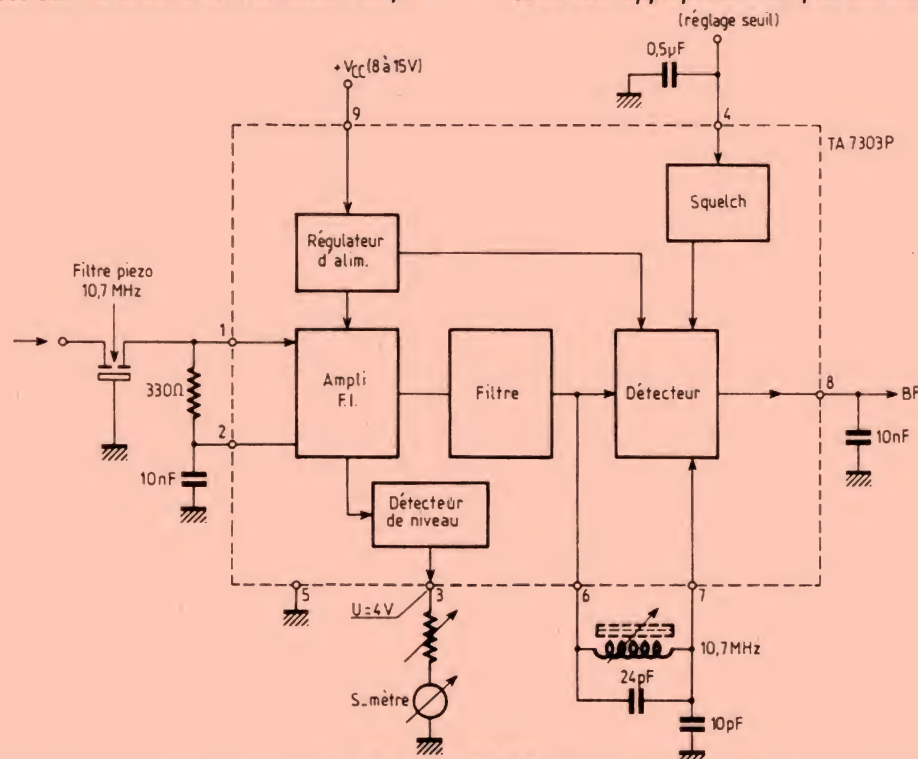 (réglage seuil)
0,5µF
+VCC (8 à 15V)
9
4
TA 7303P
Squelch
Régulateur
d'alim.
Filtre piezo
10,7 MHz
1
330Ω
Ampli
F.I.
Filtre
Détecteur
8
BF
2
10nF
10nF
Détecteur
de niveau
5
3
6
7
U=4V
10,7MHz
24pF
S_mètre
10pF